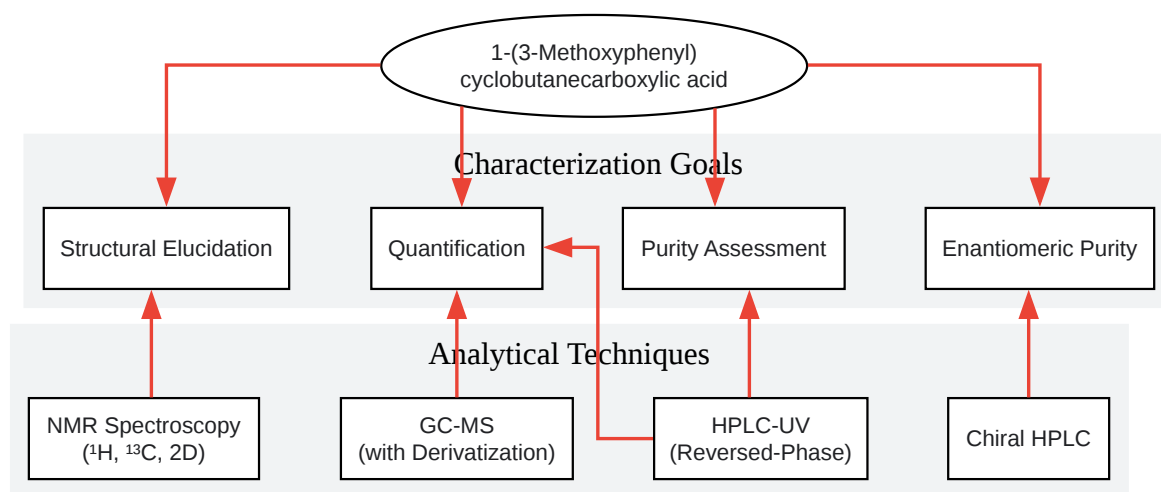 1-(3-Methoxyphenyl)
cyclobutanecarboxylic acid
Characterization Goals
Structural Elucidation
Quantification
Purity Assessment
Enantiomeric Purity
Analytical Techniques
NMR Spectroscopy
(¹H, ¹³C, 2D)
GC-MS
(with Derivatization)
HPLC-UV
(Reversed-Phase)
Chiral HPLC